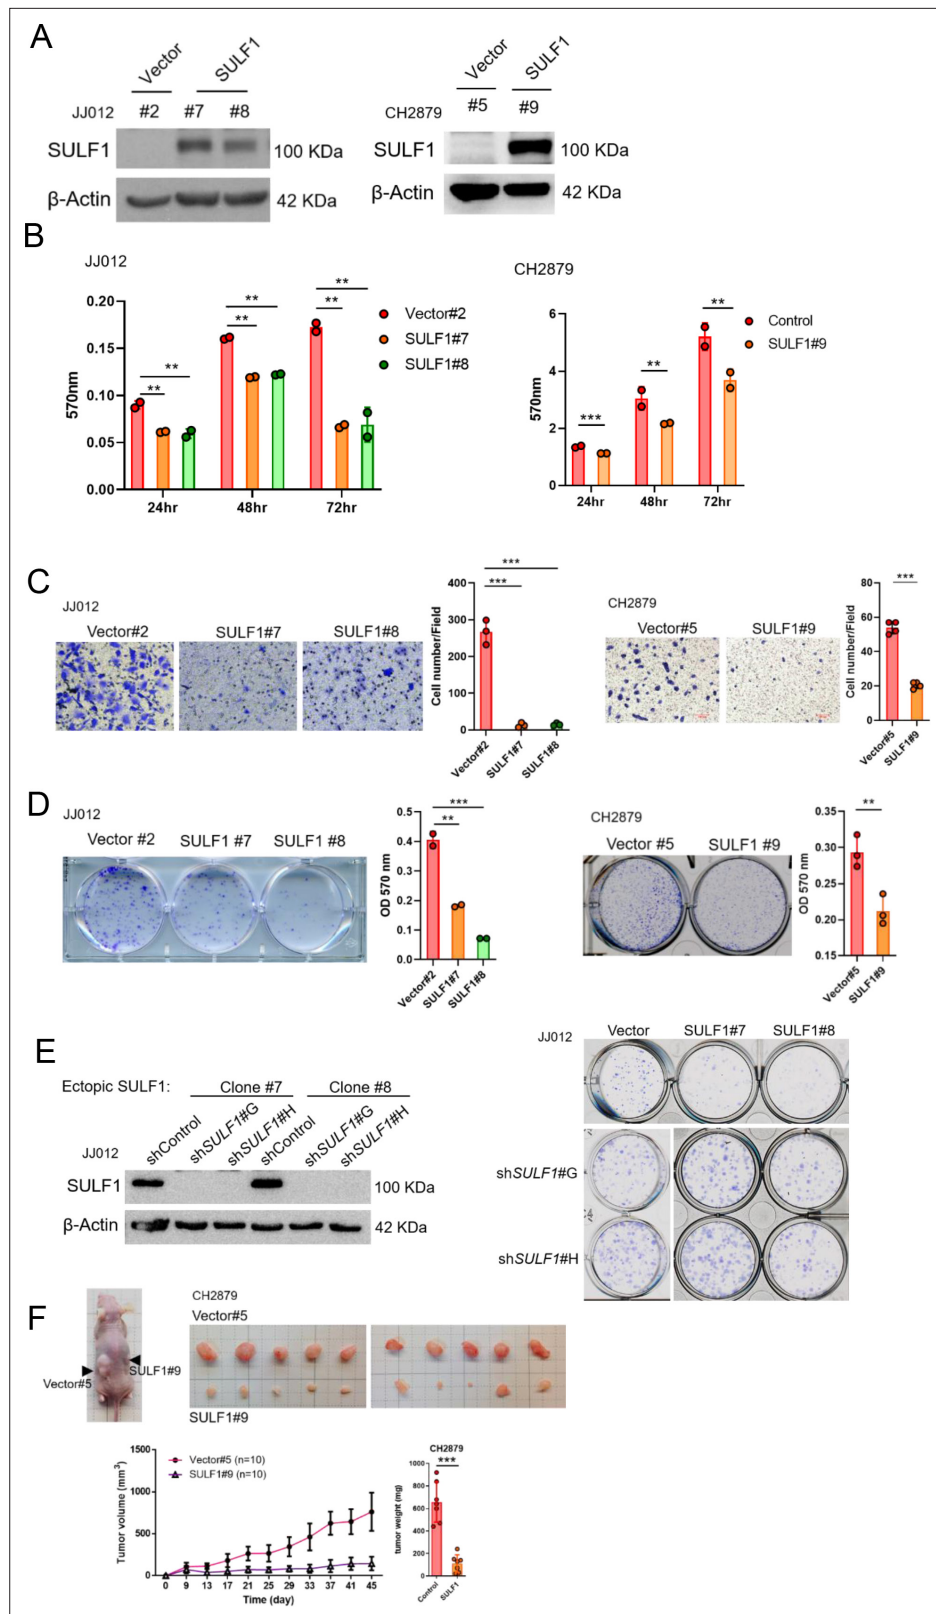 A
Vector SULF1
JJ012 #2 #7 #8
SULF1 100 KDa
β-Actin 42 KDa
Vector SULF1
CH2879 #5 #9
SULF1 100 KDa
β-Actin 42 KDa
B
JJ012
570nm
0.20
0.15
0.10
0.05
0.00
** ** ** ** ** **
24hr 48hr 72hr
Vector#2
SULF1#7
SULF1#8
CH2879
570nm
6
4
2
0
*** ** **
24hr 48hr 72hr
Control
SULF1#9
C
JJ012
Vector#2 SULF1#7 SULF1#8
Cell number/Field
400
300
200
100
0
***
***
Vector#2 SULF1#7 SULF1#8
CH2879
Vector#5 SULF1#9
Cell number/Field
80
60
40
20
0
***
Vector#5 SULF1#9
D
JJ012
Vector #2 SULF1 #7 SULF1 #8
OD 570 nm
0.5
0.4
0.3
0.2
0.1
0.0
***
**
Vector#2 SULF1#7 SULF1#8
CH2879
Vector #5 SULF1 #9
OD 570 nm
0.35
0.30
0.25
0.20
0.15
**
Vector#5 SULF1#9
E
Ectopic SULF1: Clone #7 Clone #8
shControl shSULF1#G shSULF1#H shControl shSULF1#G shSULF1#H
JJ012
SULF1 100 KDa
β-Actin 42 KDa
JJ012
Vector SULF1#7 SULF1#8
shSULF1#G
shSULF1#H
F
Vector#5 SULF1#9
CH2879
Vector#5
SULF1#9
Tumor volume (mm3)
1500
1000
500
0
Vector#5 (n=10)
SULF1#9 (n=10)
0 9 13 17 21 25 29 33 37 41 45
Time (day)
CH2879
***
tumor weight (mg)
1000
800
600
400
200
0
Control SULF1